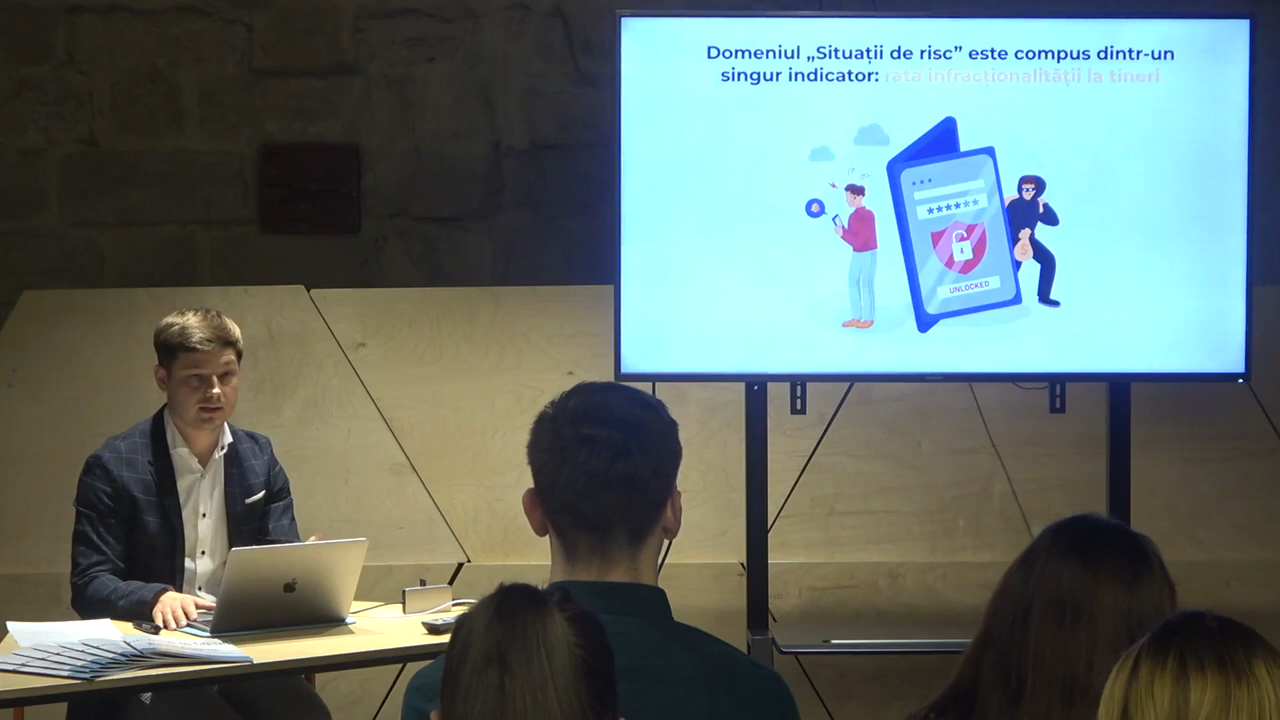 Domeniul „Situații de risc” este compus dintr-un
singur indicator: rata infracționalității la tineri
******
UNLOCKED